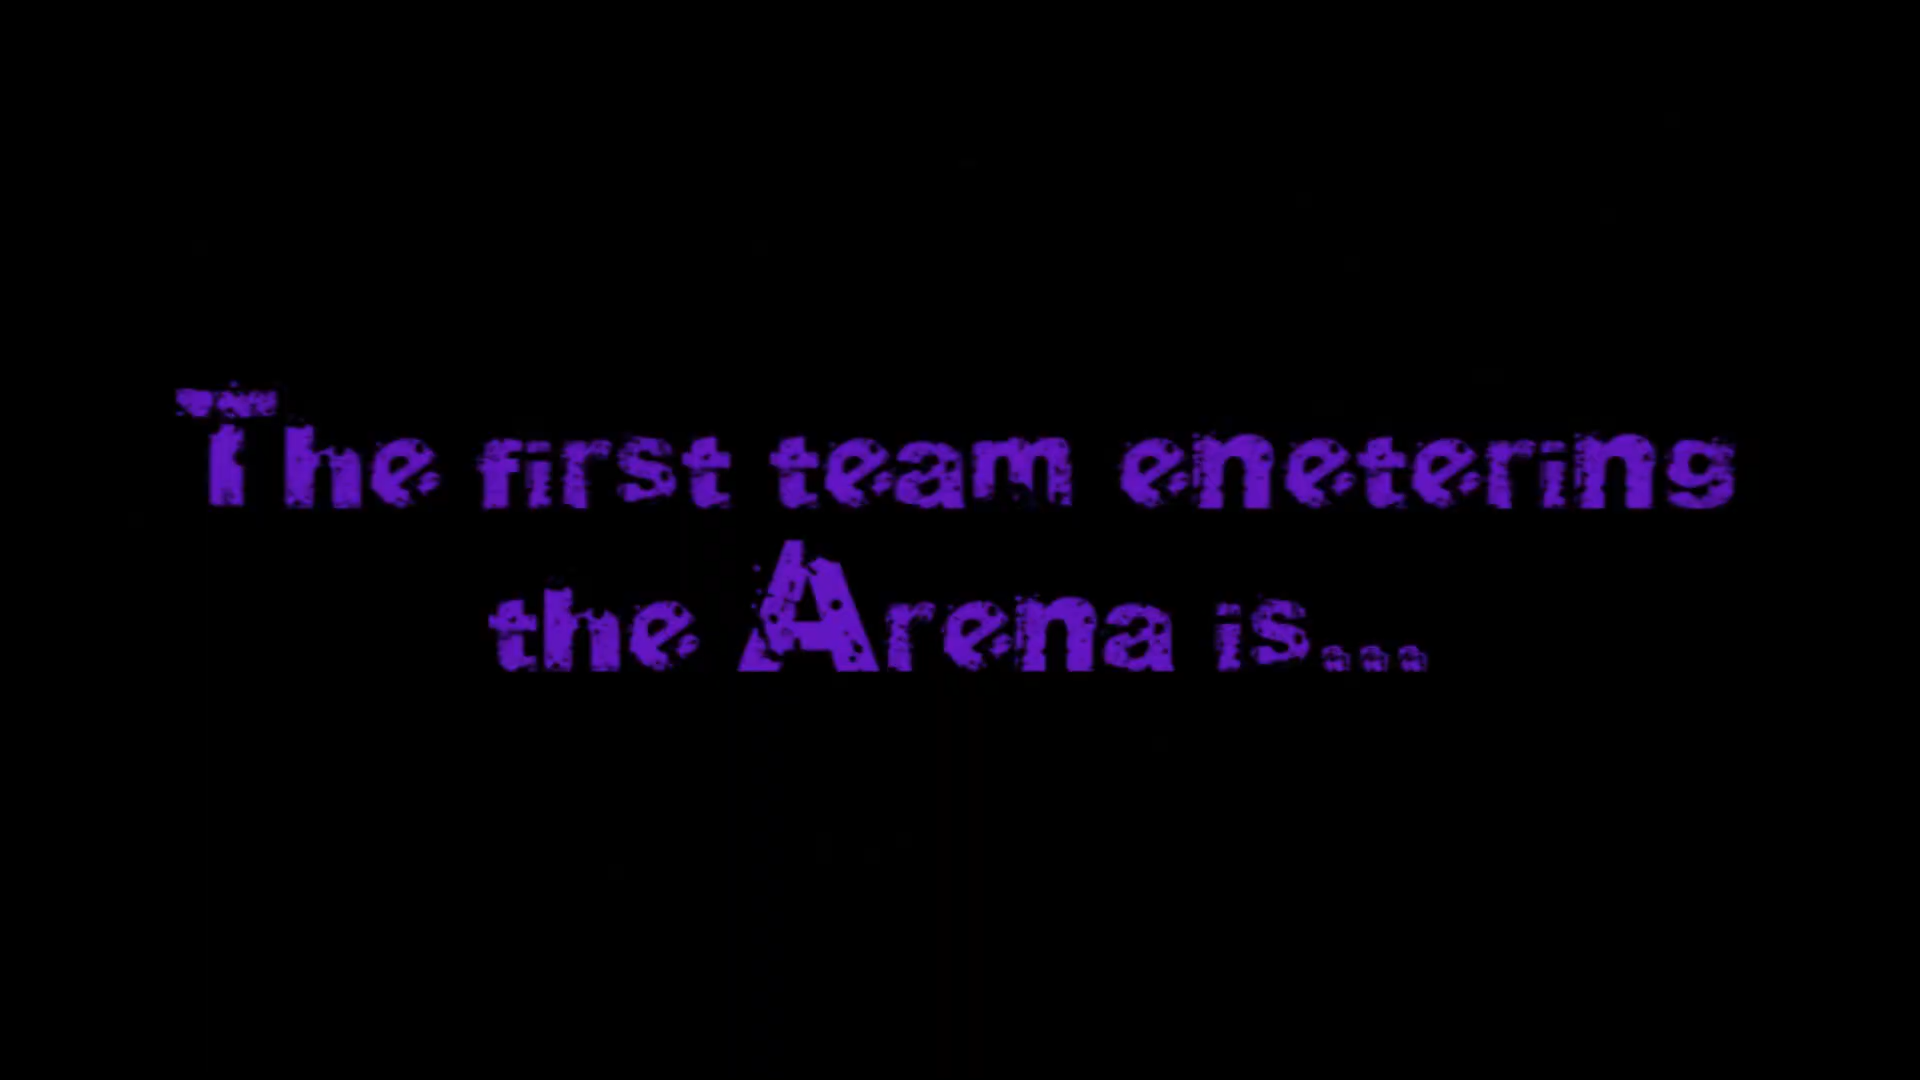 The first team enetering
the Arena is...